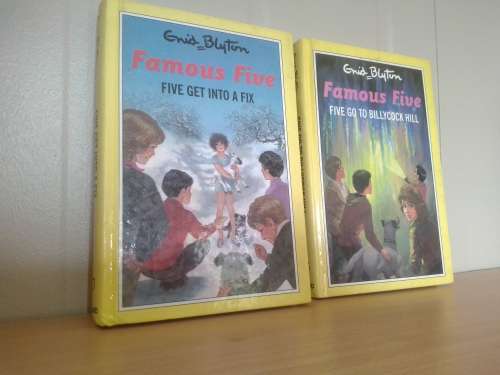 Enid Blyton
Famous Five
FIVE GET INTO A FIX
Enid Blyton
Famous Five
FIVE GO TO BILLYCOCK HILL